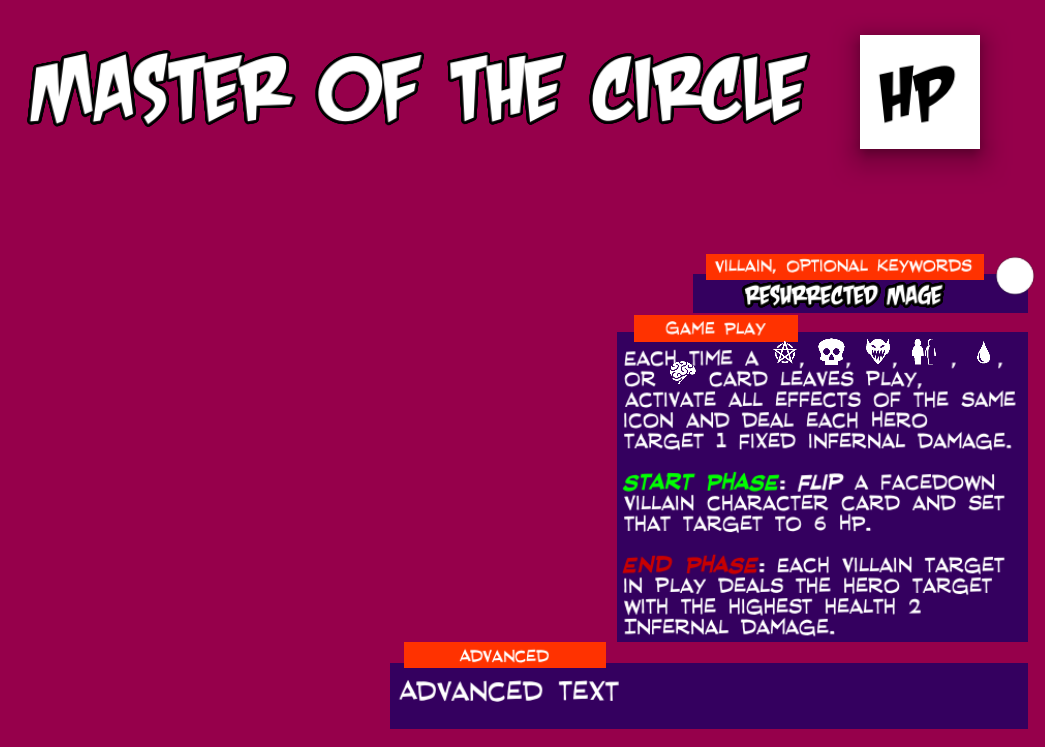 MASTER OF THE CIRCLE
HP
VILLAIN, OPTIONAL KEYWORDS
RESURRECTED MAGE
GAME PLAY
EACH TIME A , , , , ,
OR CARD LEAVES PLAY,
ACTIVATE ALL EFFECTS OF THE SAME
ICON AND DEAL EACH HERO
TARGET 1 FIXED INFERNAL DAMAGE.
START PHASE: FLIP A FACEDOWN
VILLAIN CHARACTER CARD AND SET
THAT TARGET TO 6 HP.
END PHASE: EACH VILLAIN TARGET
IN PLAY DEALS THE HERO TARGET
WITH THE HIGHEST HEALTH 2
INFERNAL DAMAGE.
ADVANCED
ADVANCED TEXT